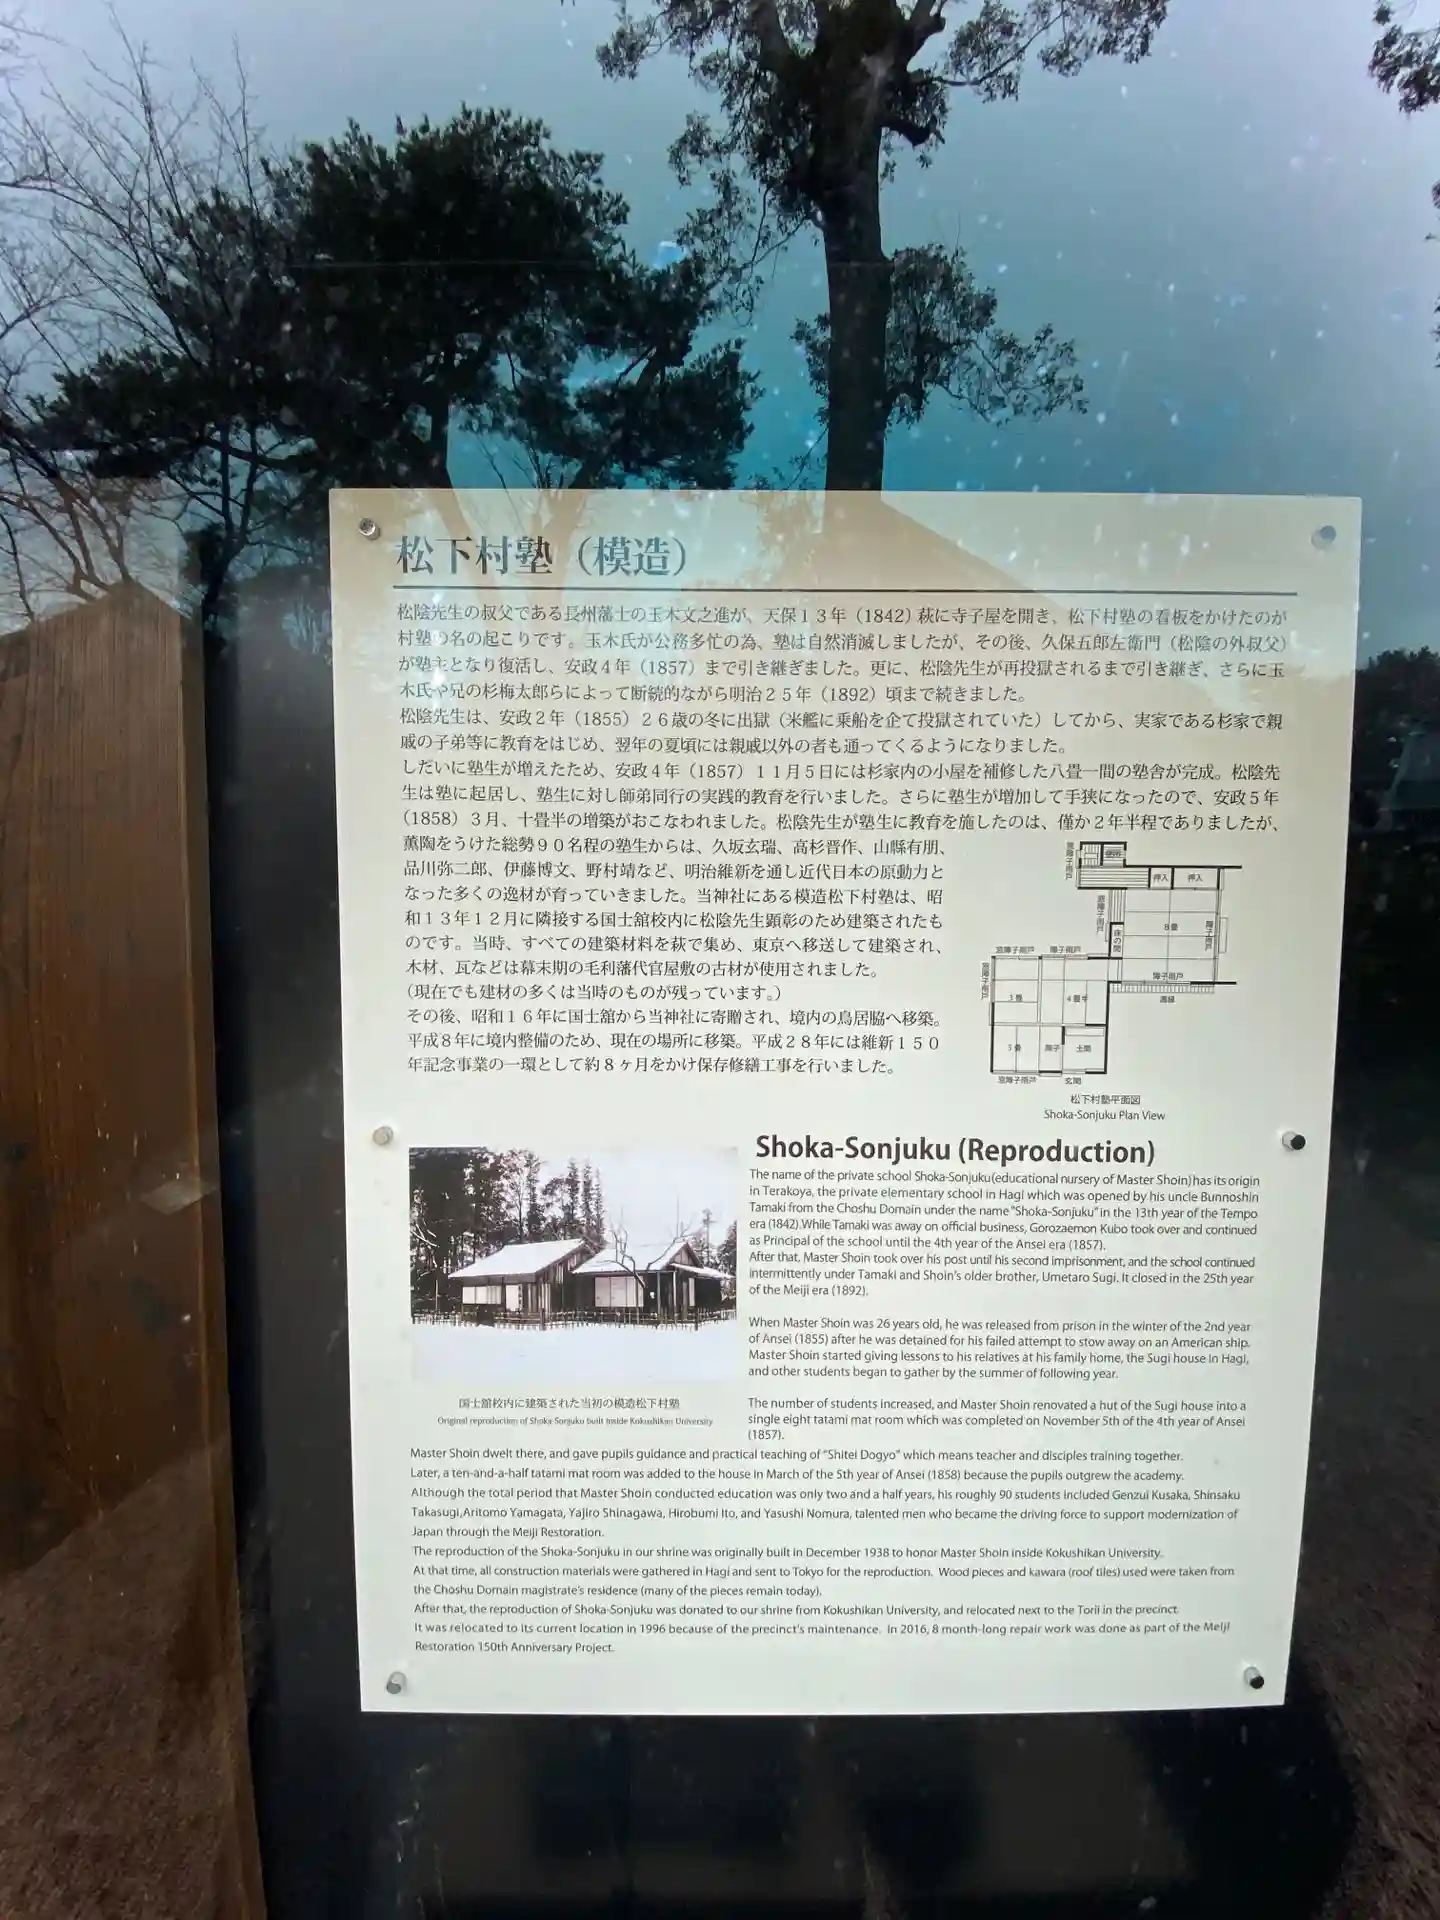 松下村塾（模造）
松陰先生の叔父である長州藩士の玉木文之進が、天保１３年（1842）萩に寺子屋を開き、松下村塾の看板をかけたのが
村塾の名の起こりです。玉木氏が公務多忙の為、塾は自然消滅しましたが、その後、久保五郎左衛門（松陰の外叔父）
が塾主となり復活し、安政４年（1857）まで引き継ぎました。更に、松陰先生が再投獄されるまで引き継ぎ、さらに玉
木氏や兄の杉梅太郎らによって断続的ながら明治２５年（1892）頃まで続きました。
松陰先生は、安政２年（1855）２６歳の冬に出獄（米艦に乗船を企て投獄されていた）してから、実家である杉家で親
戚の子弟等に教育をはじめ、翌年の夏頃には親戚以外の者も通ってくるようになりました。
しだいに塾生が増えたため、安政４年（1857）１１月５日には杉家内の小屋を補修した八畳一間の塾舎が完成。松陰先
生は塾に起居し、塾生に対し師弟同行の実践的教育を行いました。さらに塾生が増加して手狭になったので、安政５年
（1858）３月、十畳半の増築がおこなわれました。松陰先生が塾生に教育を施したのは、僅か２年半程でありましたが、
薫陶をうけた総勢９０名程の塾生からは、久坂玄瑞、高杉晋作、山縣有朋、
品川弥二郎、伊藤博文、野村靖など、明治維新を通し近代日本の原動力と
なった多くの逸材が育っていきました。当神社にある模造松下村塾は、昭
和１３年１２月に隣接する国士舘校内に松陰先生顕彰のため建築されたも
のです。当時、すべての建築材料を萩で集め、東京へ移送して建築され、
木材、瓦などは幕末期の毛利藩代官屋敷の古材が使用されました。
（現在でも建材の多くは当時のものが残っています。）
その後、昭和１６年に国士舘から当神社に寄贈され、境内の鳥居脇へ移築。
平成８年に境内整備のため、現在の場所に移築。平成２８年には維新１５０
年記念事業の一環として約８ヶ月をかけ保存修繕工事を行いました。
押入
押入
８畳
床の間
障子雨戸
障子雨戸
障子雨戸
３畳
４畳半
５畳
土間
玄関
松下村塾平面図
Shoka-Sonjuku Plan View
Shoka-Sonjuku (Reproduction)
The name of the private school Shoka-Sonjuku(educational nursery of Master Shoin)has its origin
in Terakoya, the private elementary school in Hagi which was opened by his uncle Bunnoshin
Tamaki from the Choshu Domain under the name "Shoka-Sonjuku" in the 13th year of the Tempo
era (1842).While Tamaki was away on official business, Gorozaemon Kubo took over and continued
as Principal of the school until the 4th year of the Ansei era (1857).
After that, Master Shoin took over his post until his second imprisonment, and the school continued
intermittently under Tamaki and Shoin's older brother, Umetaro Sugi. It closed in the 25th year
of the Meiji era (1892).
When Master Shoin was 26 years old, he was released from prison in the winter of the 2nd year
of Ansei (1855) after he was detained for his failed attempt to stow away on an American ship.
Master Shoin started giving lessons to his relatives at his family home, the Sugi house in Hagi,
and other students began to gather by the summer of following year.
The number of students increased, and Master Shoin renovated a hut of the Sugi house into a
single eight tatami mat room which was completed on November 5th of the 4th year of Ansei
(1857).
国士舘校内に建築された当初の模造松下村塾
Original reproduction of Shoka-Sonjuku built inside Kokushikan University
Master Shoin dwelt there, and gave pupils guidance and practical teaching of "Shitei Dogyo" which means teacher and disciples training together.
Later, a ten-and-a-half tatami mat room was added to the house in March of the 5th year of Ansei (1858) because the pupils outgrew the academy.
Although the total period that Master Shoin conducted education was only two and a half years, his roughly 90 students included Genzui Kusaka, Shinsaku
Takasugi,Aritomo Yamagata, Yajiro Shinagawa, Hirobumi Ito, and Yasushi Nomura, talented men who became the driving force to support modernization of
Japan through the Meiji Restoration.
The reproduction of the Shoka-Sonjuku in our shrine was originally built in December 1938 to honor Master Shoin inside Kokushikan University.
At that time, all construction materials were gathered in Hagi and sent to Tokyo for the reproduction. Wood pieces and kawara (roof tiles) used were taken from
the Choshu Domain magistrate's residence (many of the pieces remain today).
After that, the reproduction of Shoka-Sonjuku was donated to our shrine from Kokushikan University, and relocated next to the Torii in the precinct.
It was relocated to its current location in 1996 because of the precinct's maintenance. In 2016, 8 month-long repair work was done as part of the Meiji
Restoration 150th Anniversary Project.